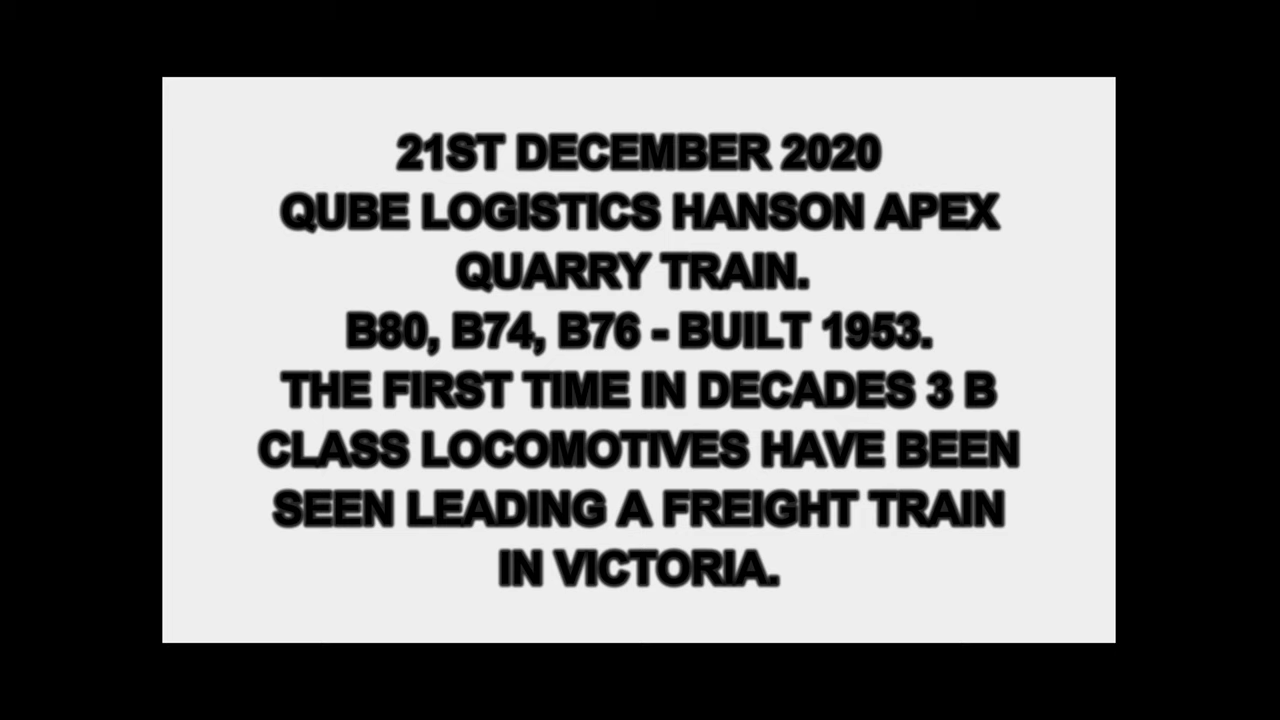 21ST DECEMBER 2020
QUBE LOGISTICS HANSON APEX
QUARRY TRAIN.
B80, B74, B76 - BUILT 1953.
THE FIRST TIME IN DECADES 3 B
CLASS LOCOMOTIVES HAVE BEEN
SEEN LEADING A FREIGHT TRAIN
IN VICTORIA.